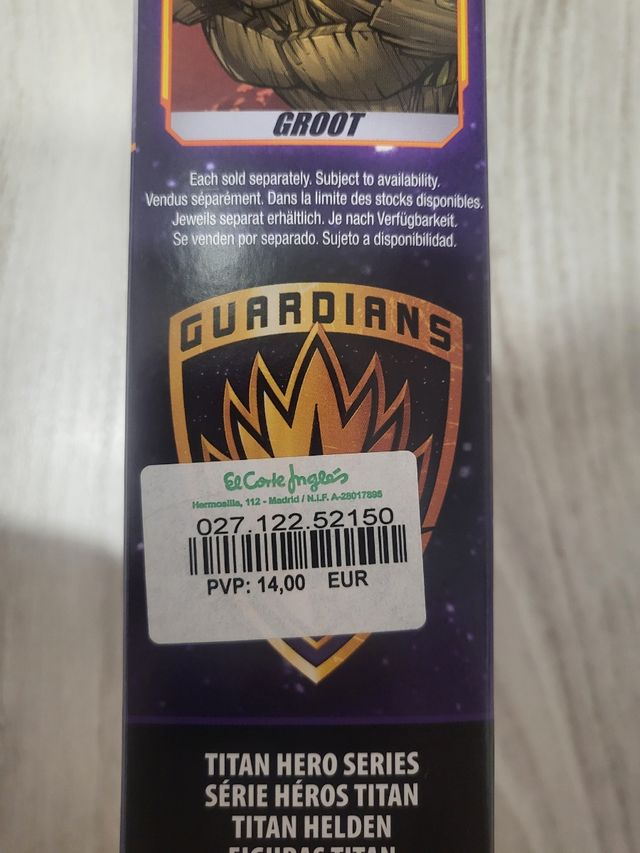 GROOT
Each sold separately. Subject to availability.
Vendus séparément. Dans la limite des stocks disponibles.
Jeweils separat erhältlich. Je nach Verfügbarkeit.
Se venden por separado. Sujeto a disponibilidad.
GUARDIANS
El Corte Inglés
Hermosilla, 112 - Madrid / N.I.F. A-28017895
027.122.52150
PVP: 14,00 EUR
TITAN HERO SERIES
SÉRIE HÉROS TITAN
TITAN HELDEN
FIGURAS TITAN